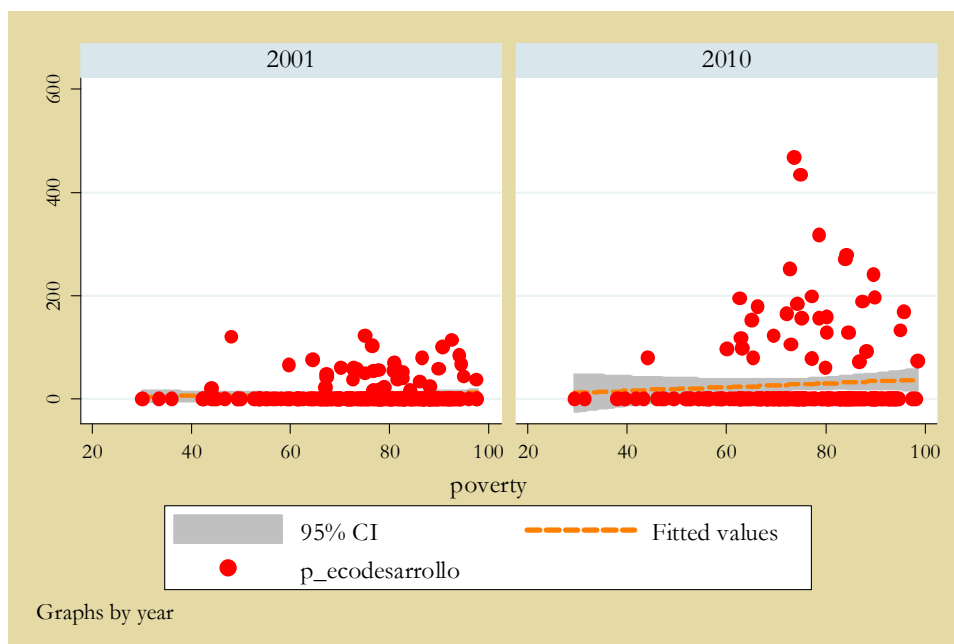 2001
2010
600
400
200
0
20 40 60 80 100
20 40 60 80 100
poverty
95% CI
Fitted values
p_ecodesarrollo
Graphs by year